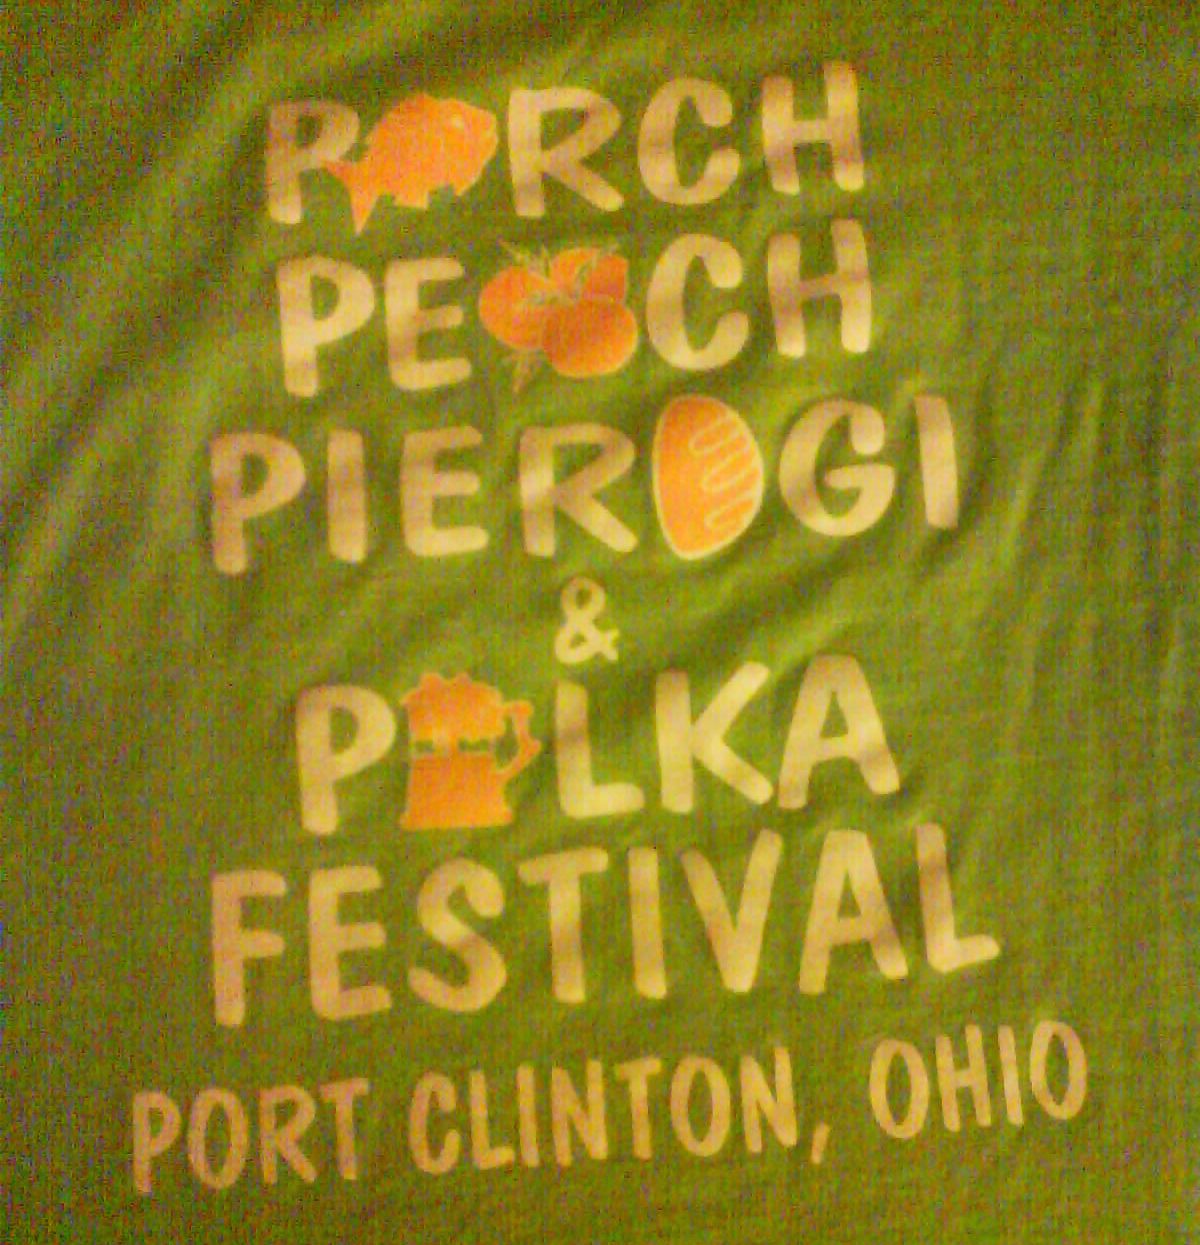 PERCH
PEACH
PIEROGI
&
POLKA
FESTIVAL
PORT CLINTON, OHIO